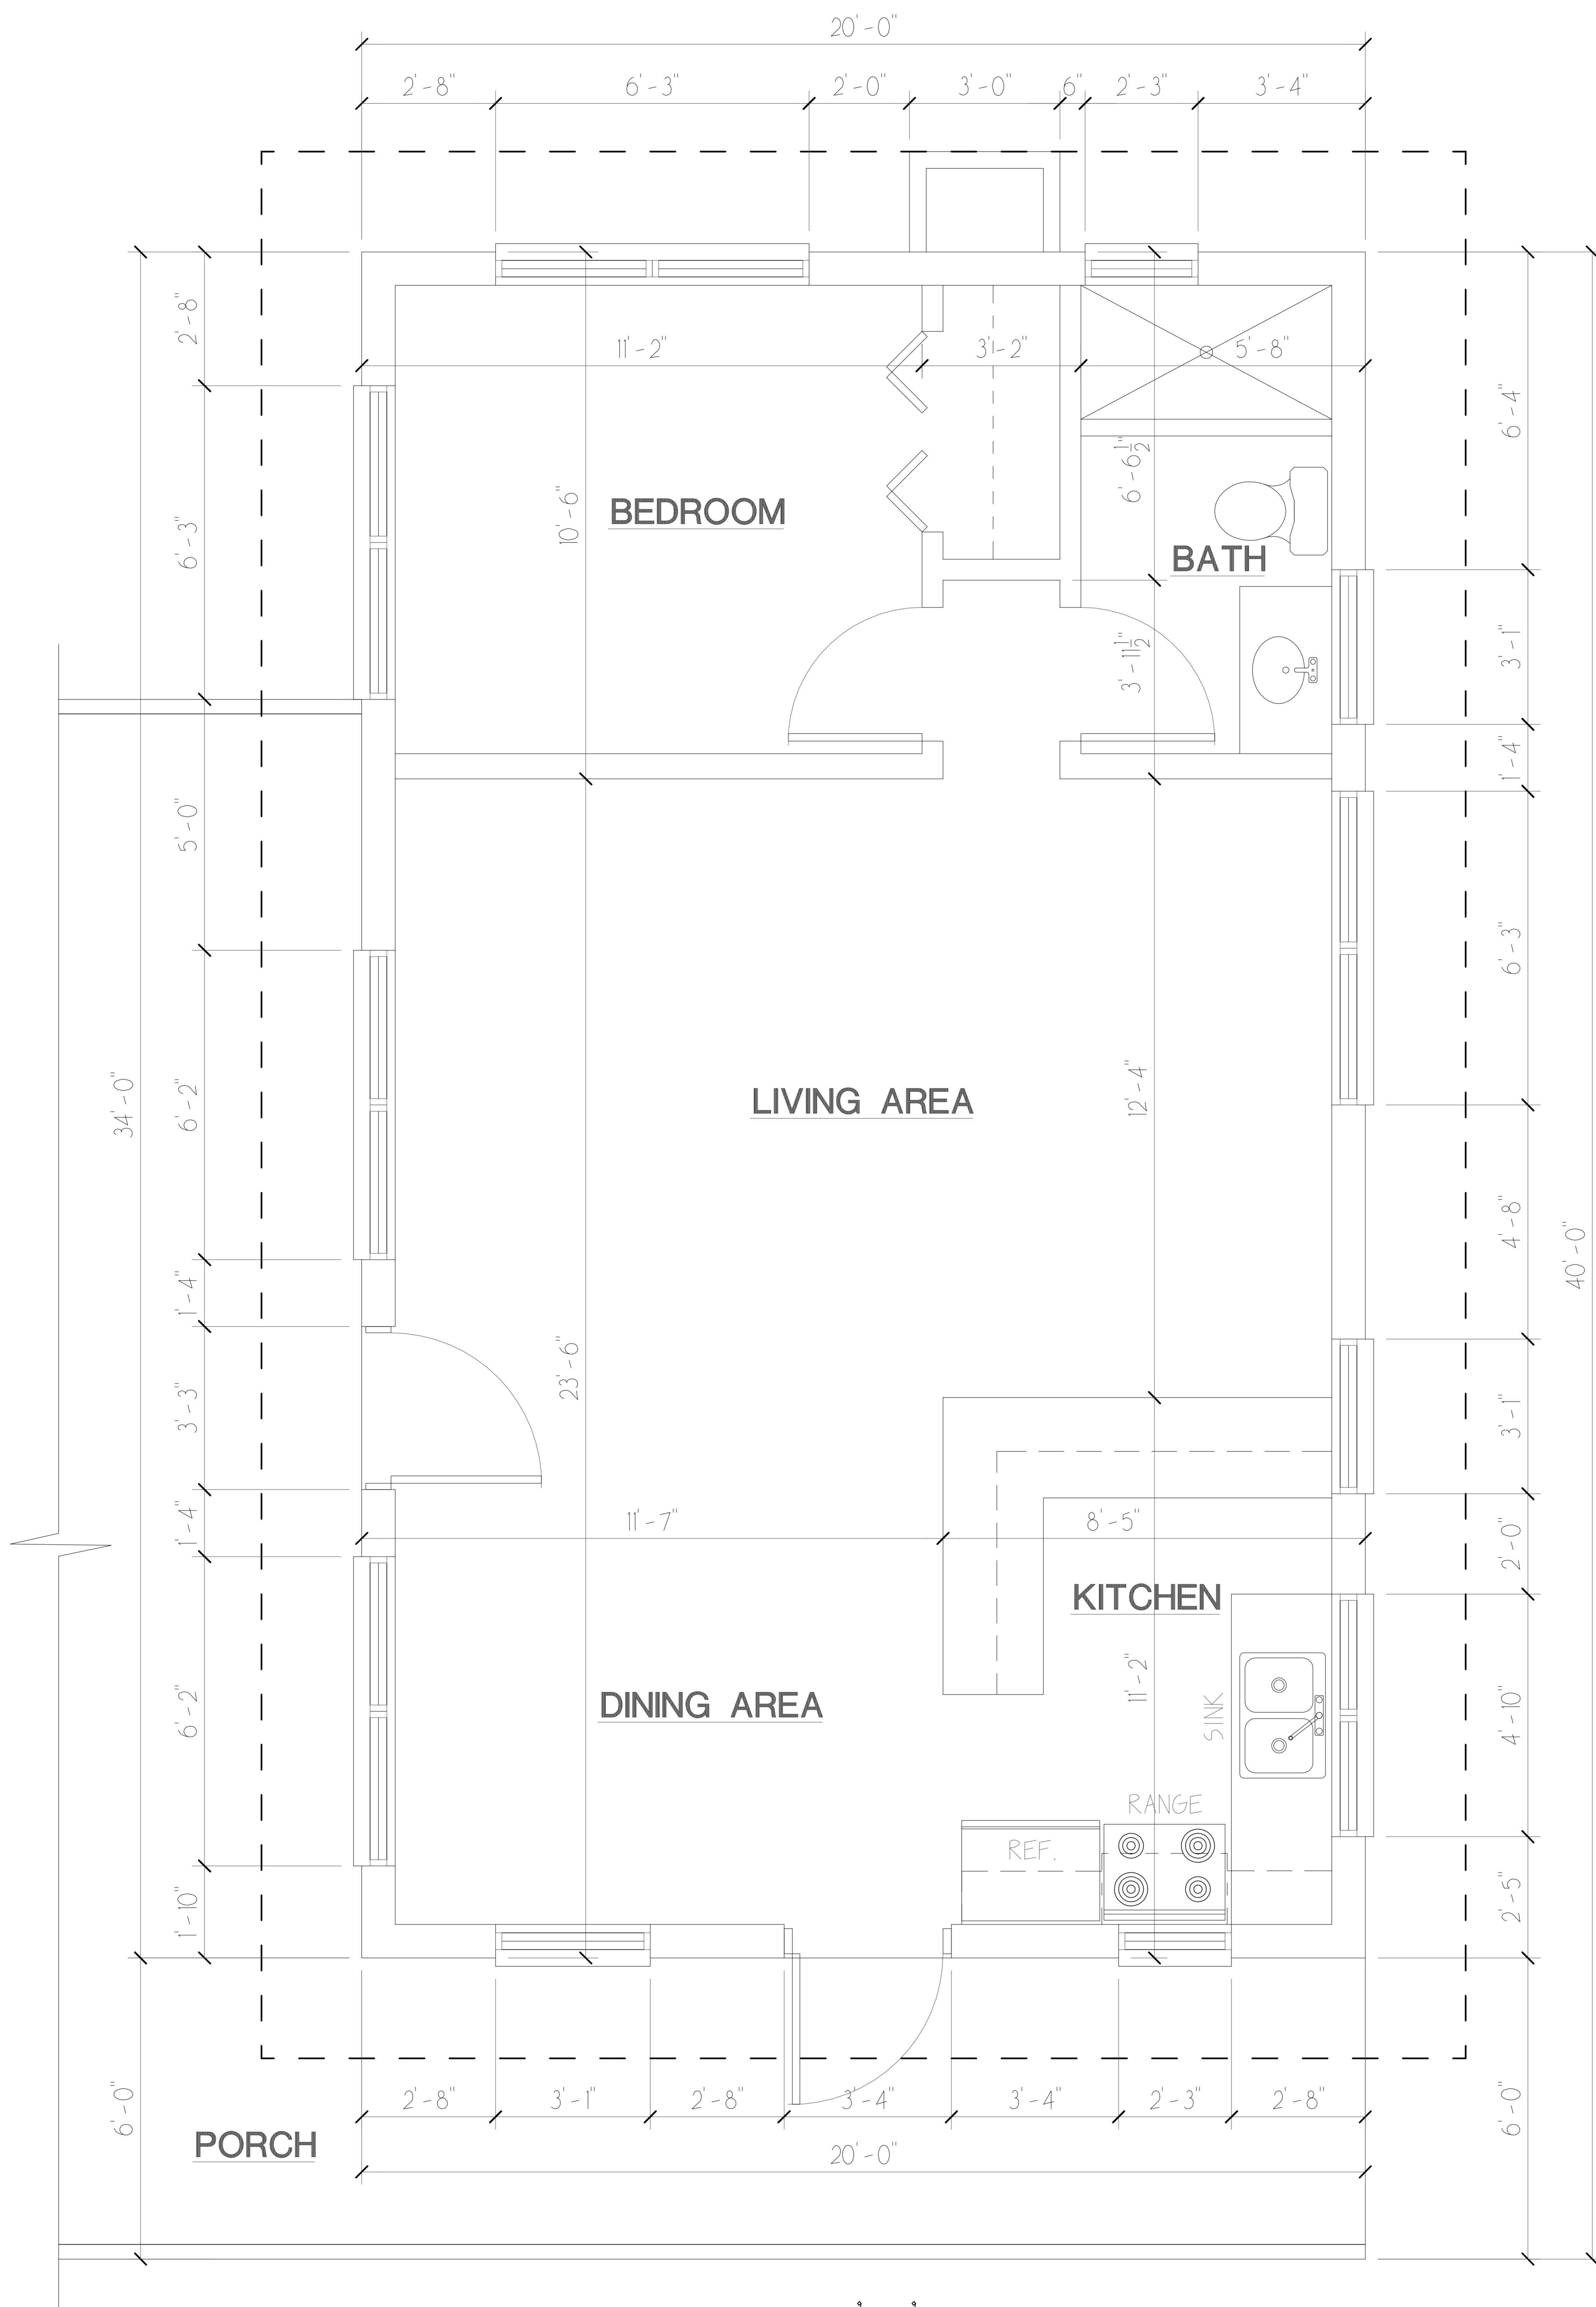 20'-0"
2'-8" 6'-3" 2'-0" 3'-0" 6" 2'-3" 3'-4"
2'-8"
11'-2" 3'-2" 5'-8"
6'-4"
6'-3"
10'-6"
BEDROOM
6'-6 1/2"
BATH
3'-11 1/2"
3'-1"
1'-4"
5'-0"
6'-3"
34'-0"
6'-2"
LIVING AREA
12'-4"
4'-8"
40'-0"
1'-4"
23'-6"
3'-3"
3'-1"
1'-4"
11'-7" 8'-5"
2'-0"
KITCHEN
6'-2"
DINING AREA
11'-2"
SINK
4'-10"
RANGE
REF.
1'-10"
2'-5"
6'-0"
2'-8" 3'-1" 2'-8" 3'-4" 3'-4" 2'-3" 2'-8"
6'-0"
PORCH
20'-0"